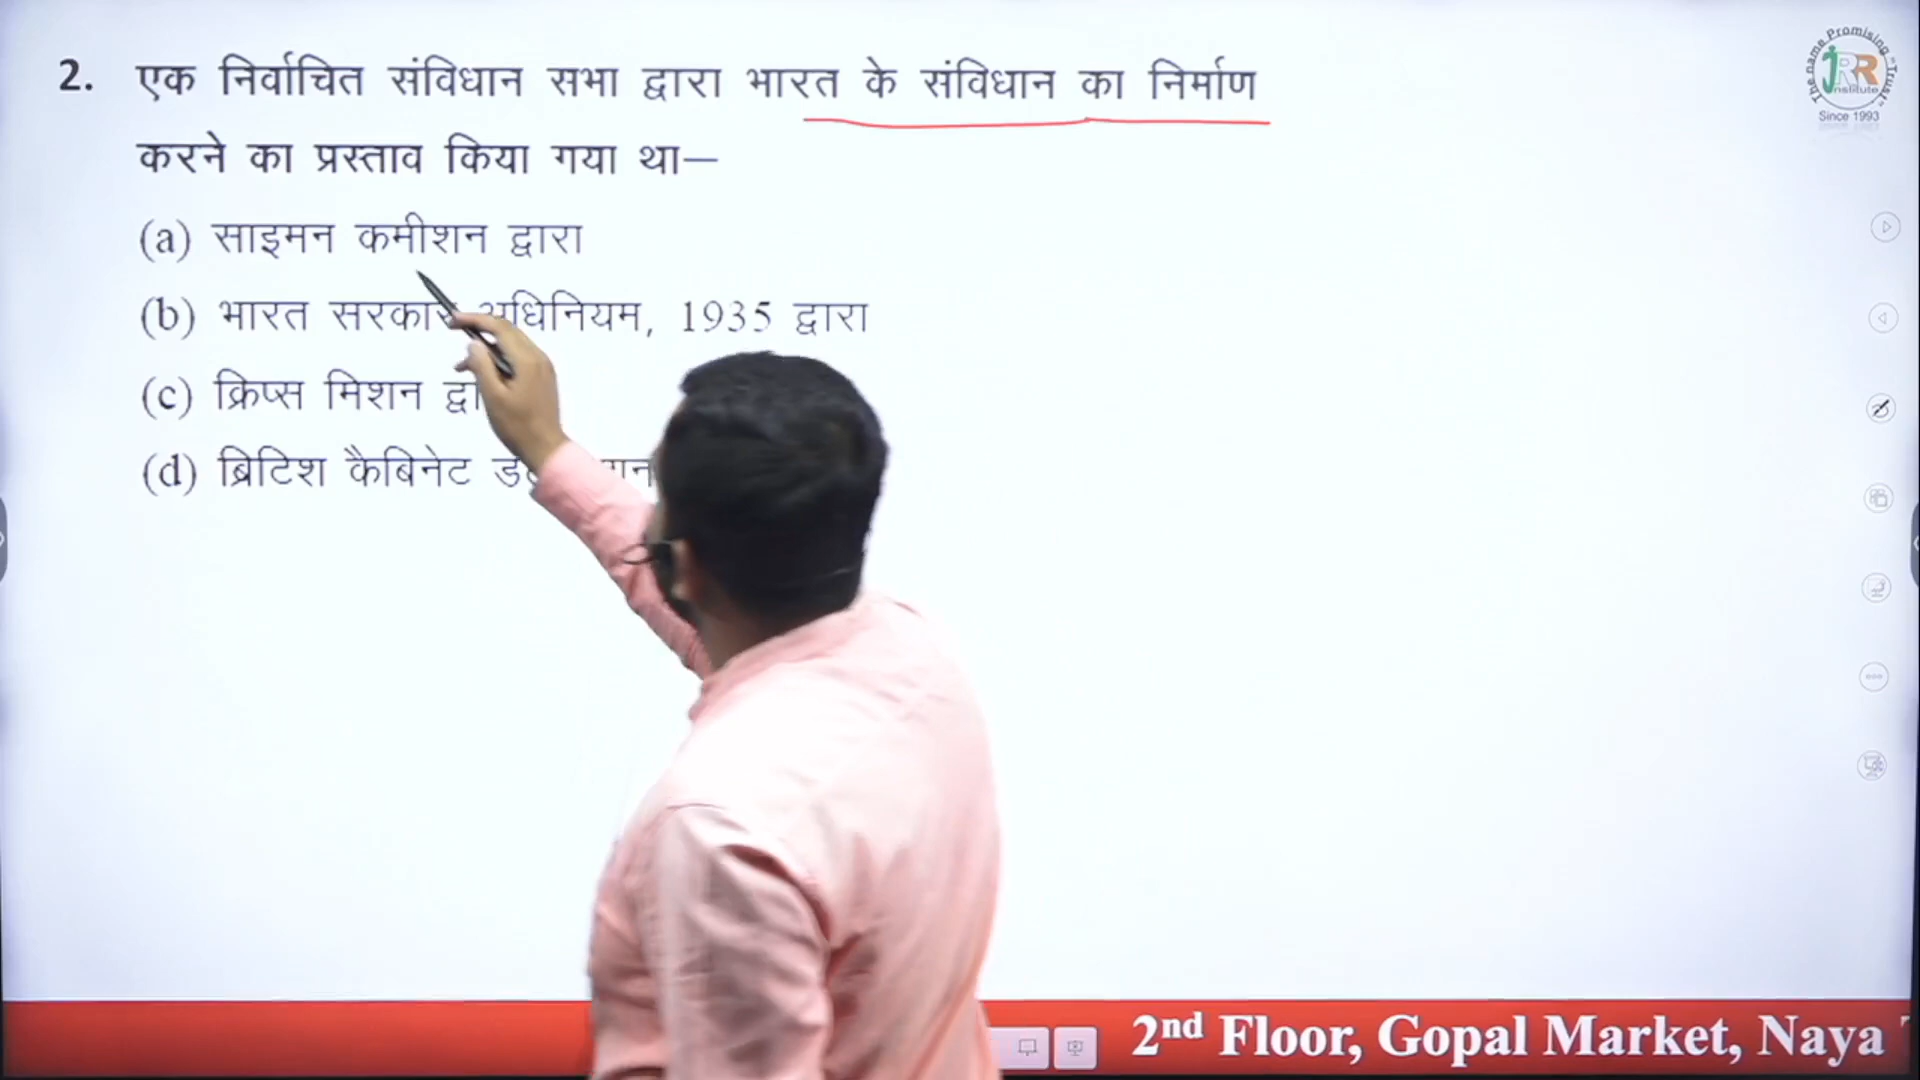 2. एक निर्वाचित संविधान सभा द्वारा भारत के संविधान का निर्माण
करने का प्रस्ताव किया गया था—
(a) साइमन कमीशन द्वारा
(b) भारत सरकार अधिनियम, 1935 द्वारा
(c) क्रिप्स मिशन
(d) ब्रिटिश कैबिनेट
The name Promising "Trust"
JRR
Institute
Since 1993
2nd Floor, Gopal Market, Naya